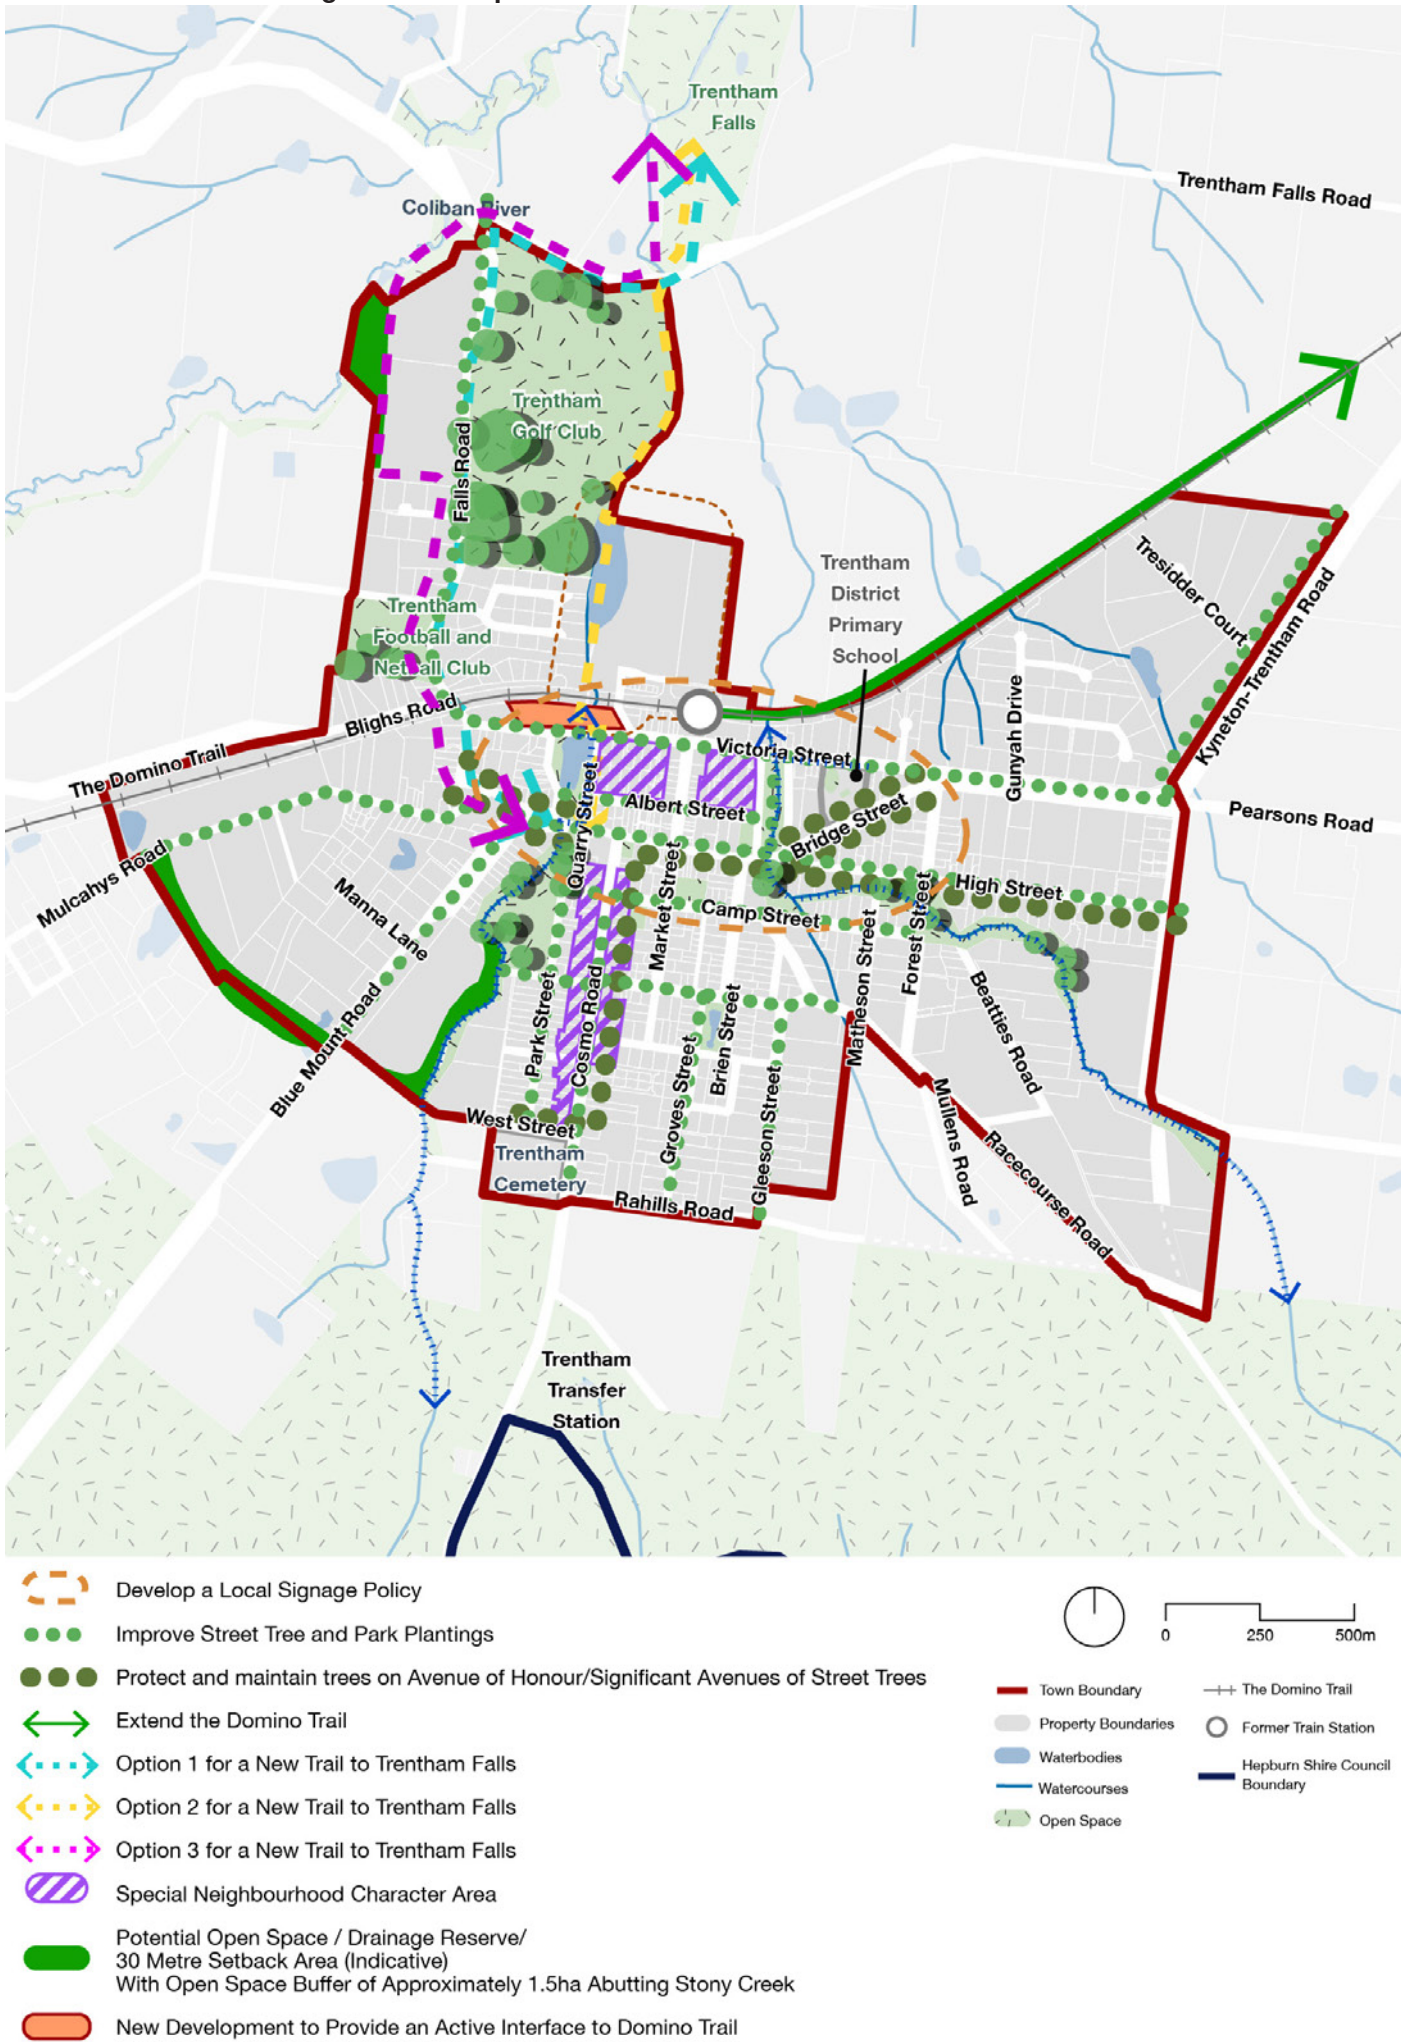 Trentham
Falls
Trentham Falls Road
Coliban River
Trentham
Golf Club
Falls Road
Trentham
District
Primary
School
Tresidder Court
Kyneton-Trentham Road
Trentham
Football and
Netball Club
Gunyah Drive
Blighs Road
The Domino Trail
Victoria Street
Albert Street
Bridge Street
Pearsons Road
Quarry Street
Mulcahys Road
Manna Lane
Market Street
High Street
Camp Street
Forest Street
Matheson Street
Blue Mount Road
Park Street
Cosmo Road
Brien Street
Groves Street
Gleeson Street
Beatties Road
Mullens Road
Racecourse Road
West Street
Trentham
Cemetery
Rahills Road
Trentham
Transfer
Station
Develop a Local Signage Policy
Improve Street Tree and Park Plantings
Protect and maintain trees on Avenue of Honour/Significant Avenues of Street Trees
Extend the Domino Trail
Option 1 for a New Trail to Trentham Falls
Option 2 for a New Trail to Trentham Falls
Option 3 for a New Trail to Trentham Falls
Special Neighbourhood Character Area
Potential Open Space / Drainage Reserve/
30 Metre Setback Area (Indicative)
With Open Space Buffer of Approximately 1.5ha Abutting Stony Creek
New Development to Provide an Active Interface to Domino Trail
0 250 500m
Town Boundary
Property Boundaries
Waterbodies
Watercourses
Open Space
The Domino Trail
Former Train Station
Hepburn Shire Council
Boundary